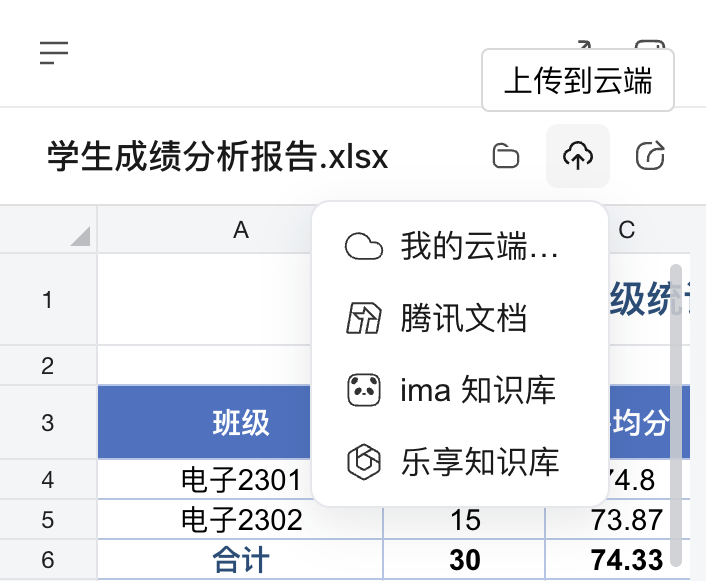 上传到云端
学生成绩分析报告.xlsx
我的云端…
腾讯文档
ima 知识库
乐享知识库
A
C
1
级统
2
3
班级
均分
4
电子2301
74.8
5
电子2302
15
73.87
6
合计
30
74.33